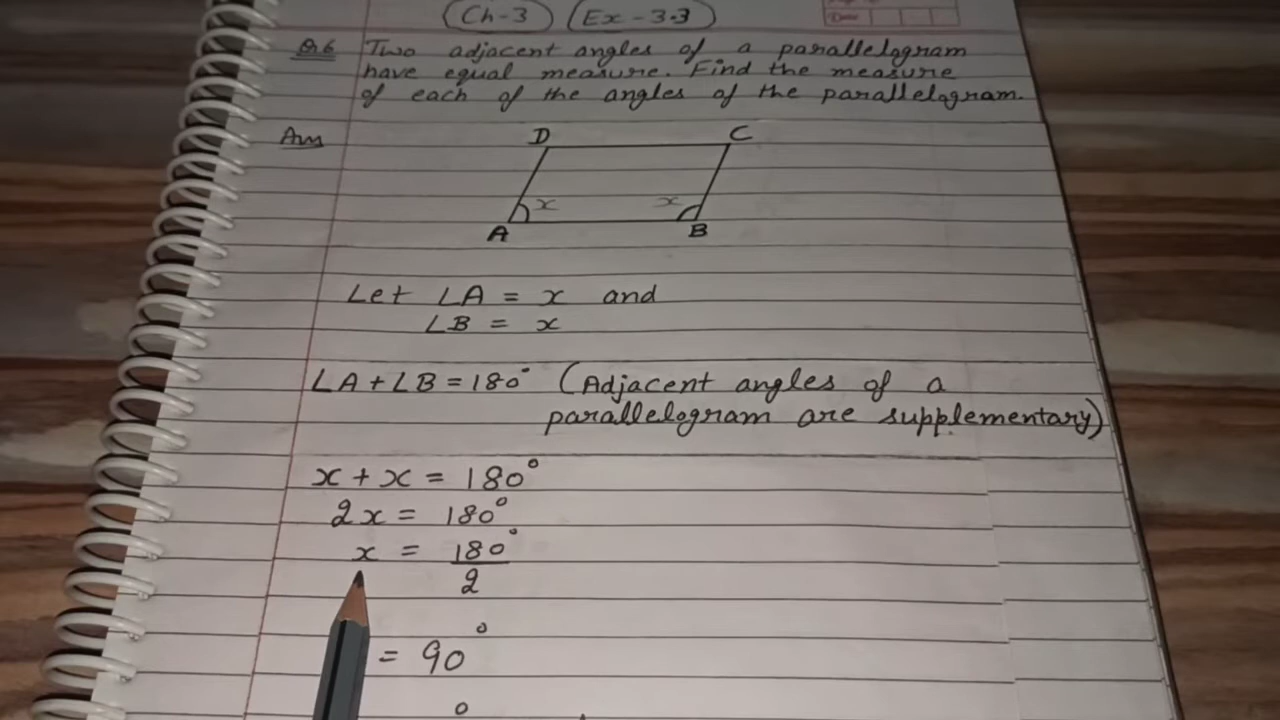 Ch-3 Ex-3.3
Q.6 Two adjacent angles of a parallelogram
have equal measure. Find the measure
of each of the angles of the parallelogram.
Ans
D C
x x
A B
Let ∠A = x and
∠B = x
∠A + ∠B = 180° (Adjacent angles of a
parallelogram are supplementary)
x + x = 180°
2x = 180°
x = 180°
2
= 90°